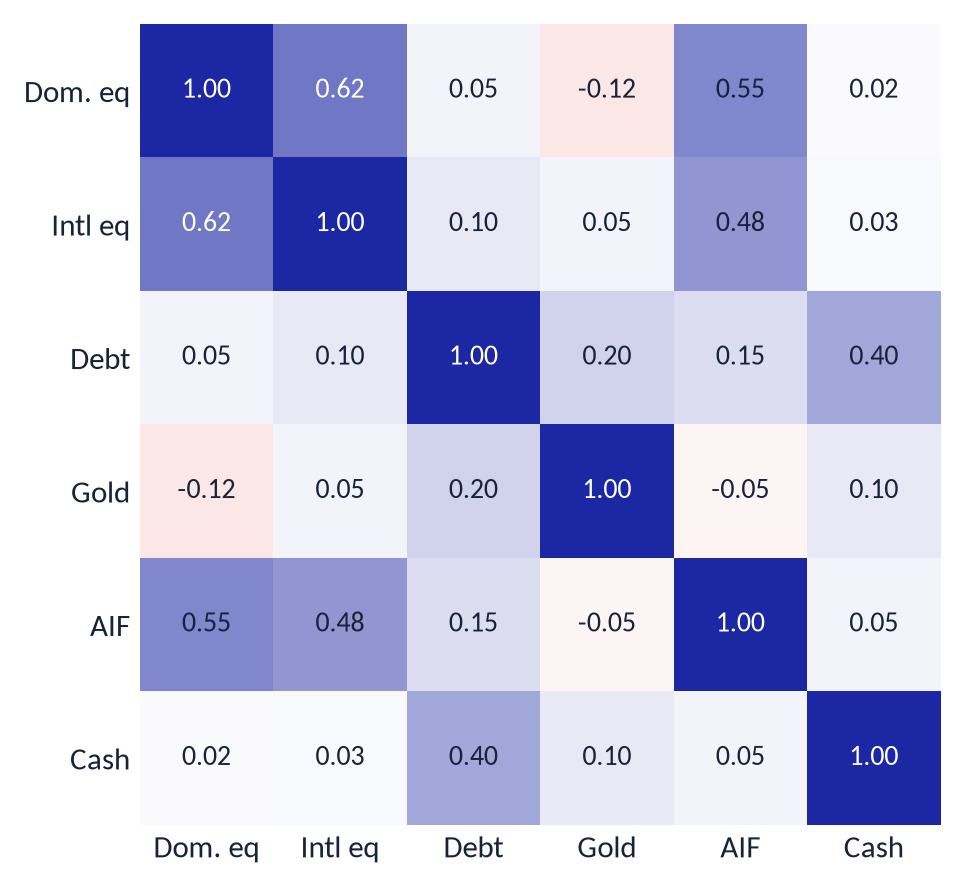 Dom. eq 1.00 0.62 0.05 -0.12 0.55 0.02
Intl eq 0.62 1.00 0.10 0.05 0.48 0.03
Debt 0.05 0.10 1.00 0.20 0.15 0.40
Gold -0.12 0.05 0.20 1.00 -0.05 0.10
AIF 0.55 0.48 0.15 -0.05 1.00 0.05
Cash 0.02 0.03 0.40 0.10 0.05 1.00
Dom. eq Intl eq Debt Gold AIF Cash